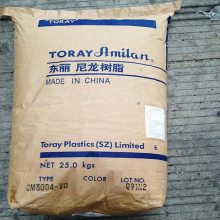 TORAY Amilan®
东丽 尼龙树脂
MADE IN CHINA
Toray Plastics (SZ) Limited 6
NET 25.0 kgs
TYPE COLOR LOT NO.
CM3004-V0